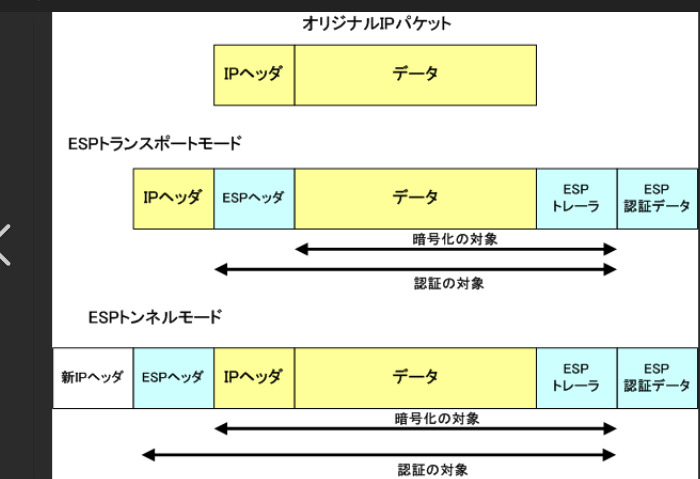 オリジナルIPパケット
IPヘッダ
データ
ESPトランスポートモード
IPヘッダ
ESPヘッダ
データ
ESP
トレーラ
ESP
認証データ
暗号化の対象
認証の対象
ESPトンネルモード
新IPヘッダ
ESPヘッダ
IPヘッダ
データ
ESP
トレーラ
ESP
認証データ
暗号化の対象
認証の対象